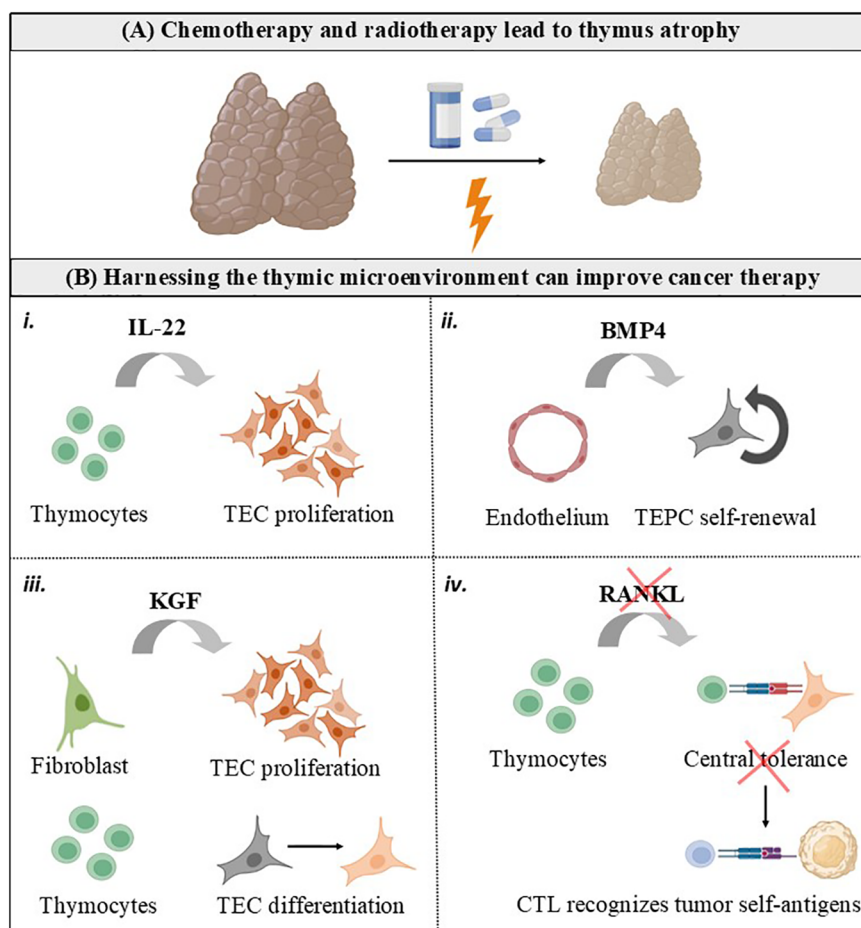 (A) Chemotherapy and radiotherapy lead to thymus atrophy
(B) Harnessing the thymic microenvironment can improve cancer therapy
i.
IL-22
Thymocytes
TEC proliferation
ii.
BMP4
Endothelium
TEPC self-renewal
iii.
KGF
Fibroblast
TEC proliferation
Thymocytes
TEC differentiation
iv.
RANKL
Thymocytes
Central tolerance
CTL recognizes tumor self-antigens